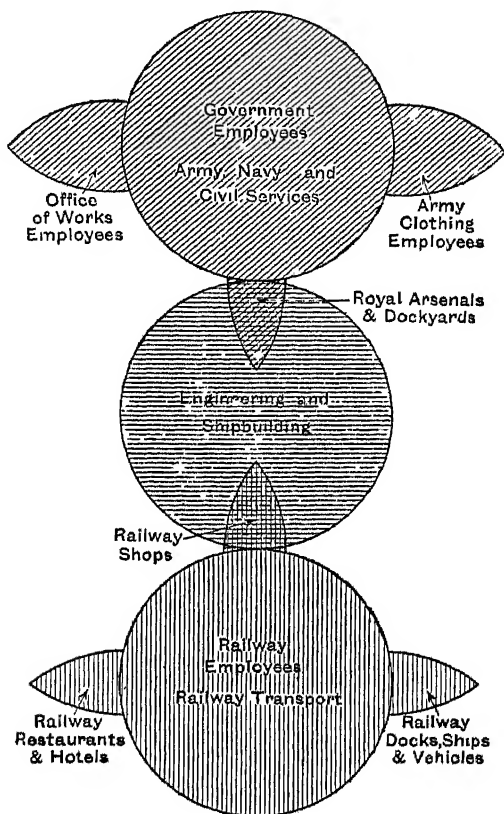 Government
Employees
Army, Navy and
Civil Services
Office
of Works
Employees
Army
Clothing
Employees
Royal Arsenals
& Dockyards
Engineering and
Shipbuilding
Railway
Shops
Railway
Employees
Railway Transport
Railway
Restaurants
& Hotels
Railway
Docks, Ships
& Vehicles